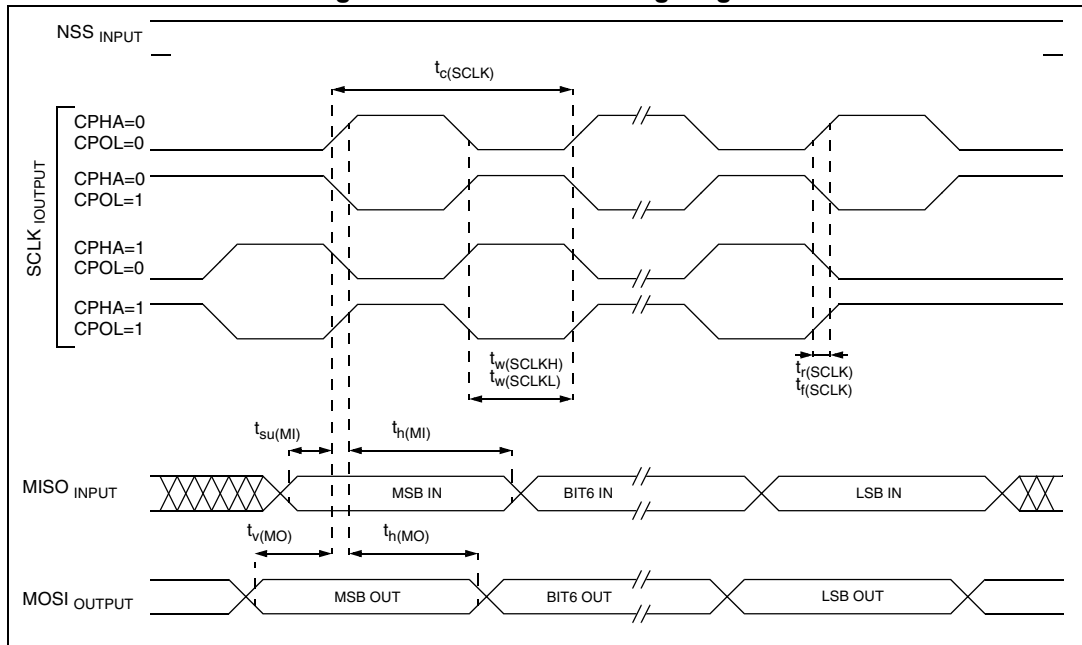 NSS INPUT
tc(SCLK)
SCLK IOUTPUT
CPHA=0
CPOL=0
CPHA=0
CPOL=1
CPHA=1
CPOL=0
CPHA=1
CPOL=1
tw(SCLKH)
tw(SCLKL)
tr(SCLK)
tf(SCLK)
tsu(MI)
th(MI)
MISO INPUT
MSB IN
BIT6 IN
LSB IN
tv(MO)
th(MO)
MOSI OUTPUT
MSB OUT
BIT6 OUT
LSB OUT